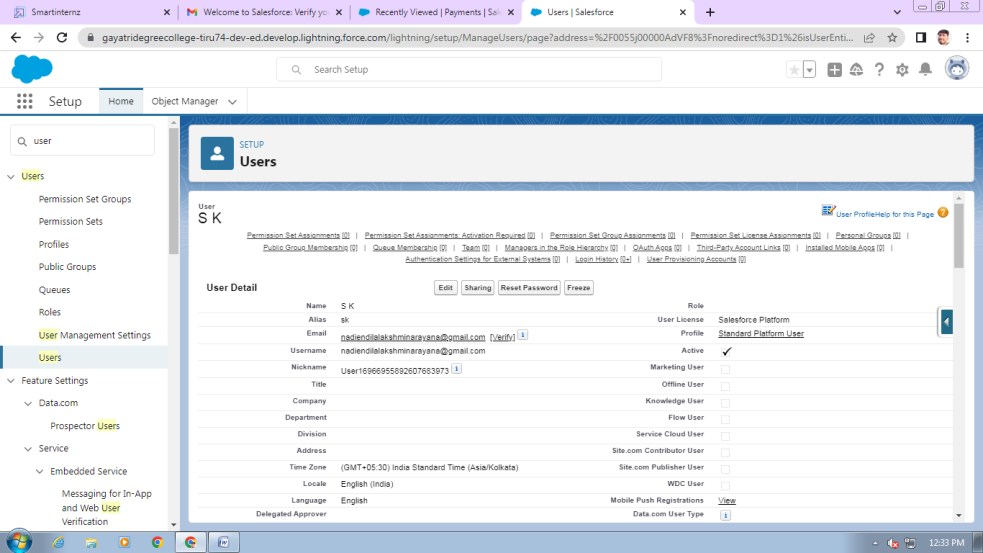 Smartinternz
Welcome to Salesforce: Verify yo
Recently Viewed | Payments | Sal
Users | Salesforce
gayatridegreecollege-tiru74-dev-ed.develop.lightning.force.com/lightning/setup/ManageUsers/page?address=%2F0055j00000AdVF8%3Fnoredirect%3D1%26isUserEnti...
Search Setup
Setup
Home
Object Manager
user
Users
Permission Set Groups
Permission Sets
Profiles
Public Groups
Queues
Roles
User Management Settings
Users
Feature Settings
Data.com
Prospector Users
Service
Embedded Service
Messaging for In-App
and Web User
Verification
SETUP
Users
User
S K
User Profile Help for this Page
Permission Set Assignments [0] | Permission Set Assignments: Activation Required [0] | Permission Set Group Assignments [0] | Permission Set License Assignments [0] | Personal Groups [0] |
Public Group Membership [0] | Queue Membership [0] | Team [0] | Managers in the Role Hierarchy [0] | OAuth Apps [0] | Third-Party Account Links [0] | Installed Mobile Apps [0] |
Authentication Settings for External Systems [0] | Login History [0+] | User Provisioning Accounts [0]
User Detail
Edit Sharing Reset Password Freeze
Name S K Role
Alias sk User License Salesforce Platform
Email nadiendilalakshminarayana@gmail.com [Verify] i Profile Standard Platform User
Username nadiendilalakshminarayana@gmail.com Active ✓
Nickname User16966955892607683973 i Marketing User
Title Offline User
Company Knowledge User
Department Flow User
Division Service Cloud User
Address Site.com Contributor User
Time Zone (GMT+05:30) India Standard Time (Asia/Kolkata) Site.com Publisher User
Locale English (India) WDC User
Language English Mobile Push Registrations View
Delegated Approver Data.com User Type i
12:33 PM